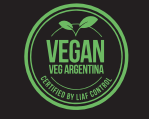 VEGAN
VEG ARGENTINA
CERTIFIED BY LIAF CONTROL